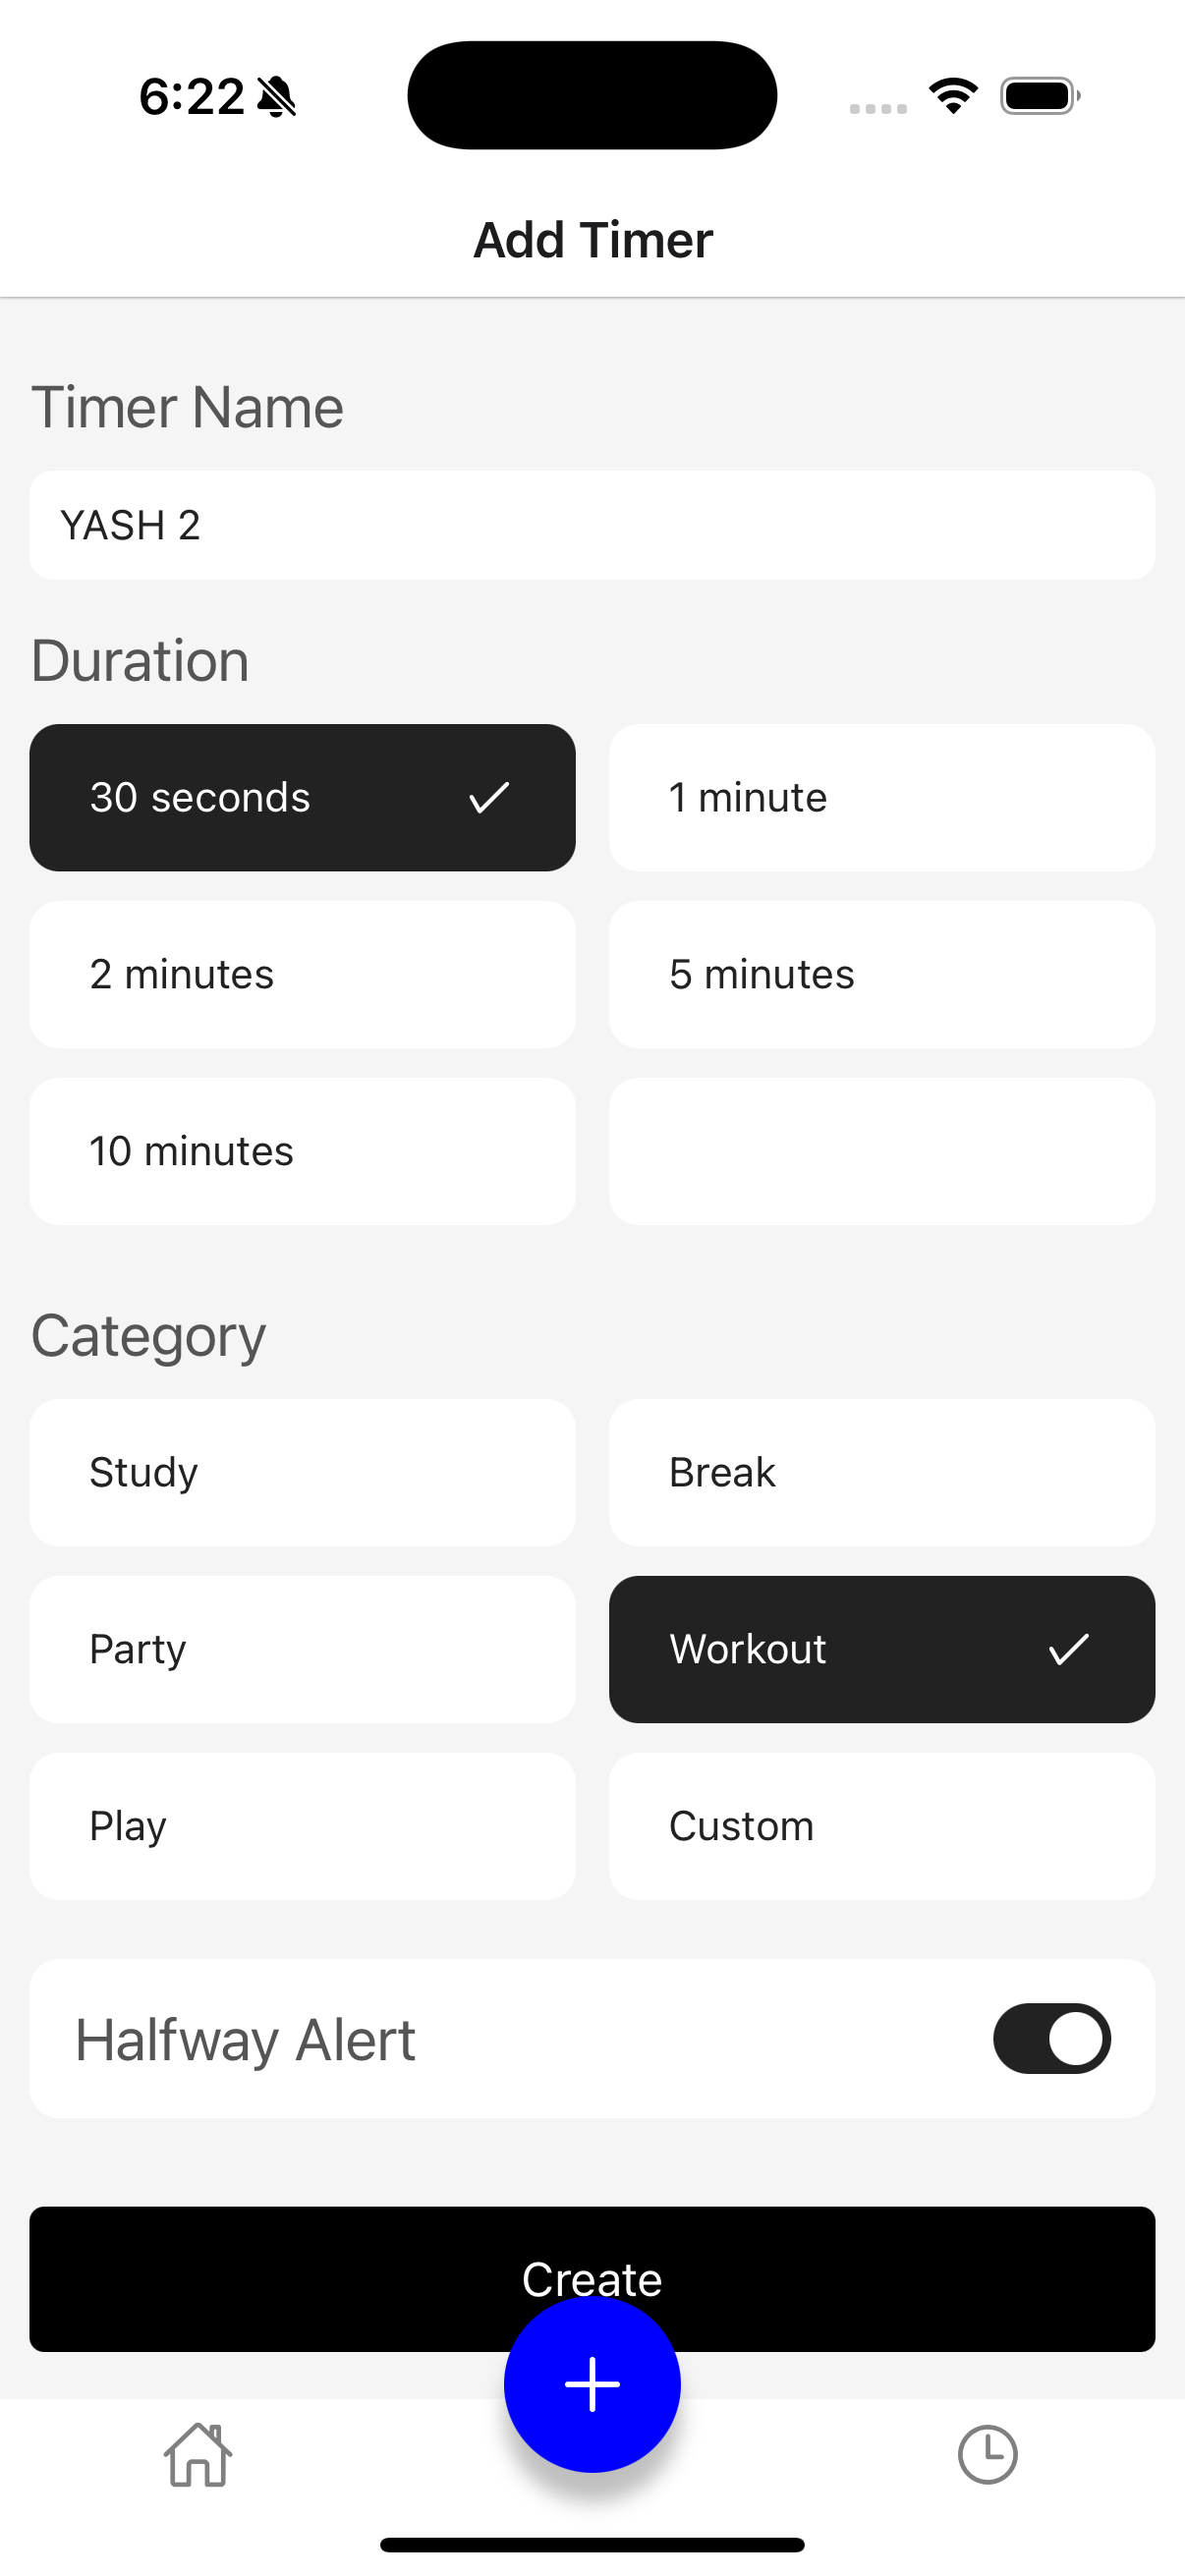 6:22
Add Timer
Timer Name
YASH 2
Duration
30 seconds
1 minute
2 minutes
5 minutes
10 minutes
Category
Study
Break
Party
Workout
Play
Custom
Halfway Alert
Create